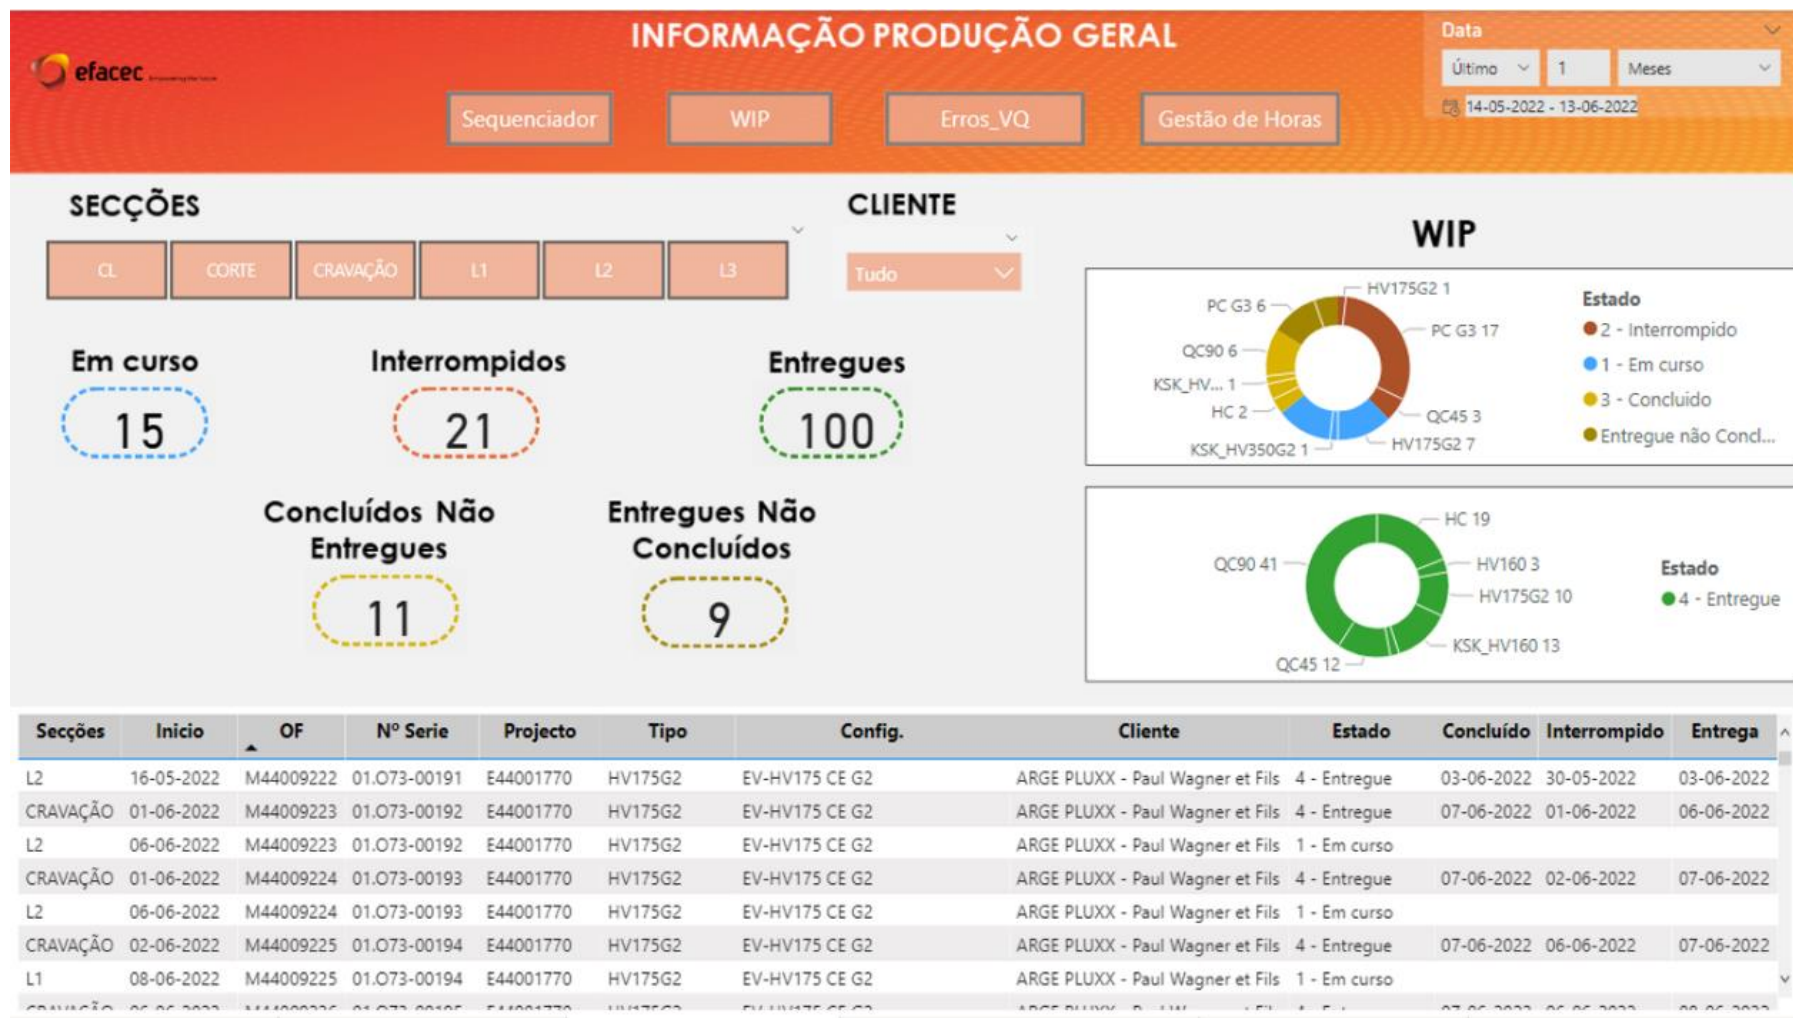 INFORMAÇÃO PRODUÇÃO GERAL
efacec
Data
Último 1 Meses
14-05-2022 - 13-06-2022
Sequenciador WIP Erros_VQ Gestão de Horas
SECÇÕES
CL CORTE CRAVAÇÃO L1 L2 L3
CLIENTE
Tudo
Em curso
15
Interrompidos
21
Entregues
100
Concluídos Não
Entregues
11
Entregues Não
Concluídos
9
WIP
HV175G2 1
PC G3 6
PC G3 17
QC90 6
KSK_HV... 1
HC 2
QC45 3
HV175G2 7
KSK_HV350G2 1
Estado
2 - Interrompido
1 - Em curso
3 - Concluido
Entregue não Concl...
HC 19
QC90 41
HV160 3
HV175G2 10
KSK_HV160 13
QC45 12
Estado
4 - Entregue
Secções Inicio OF Nº Serie Projecto Tipo Config. Cliente Estado Concluído Interrompido Entrega
L2 16-05-2022 M44009222 01.O73-00191 E44001770 HV175G2 EV-HV175 CE G2 ARGE PLUXX - Paul Wagner et Fils 4 - Entregue 03-06-2022 30-05-2022 03-06-2022
CRAVAÇÃO 01-06-2022 M44009223 01.O73-00192 E44001770 HV175G2 EV-HV175 CE G2 ARGE PLUXX - Paul Wagner et Fils 4 - Entregue 07-06-2022 01-06-2022 06-06-2022
L2 06-06-2022 M44009223 01.O73-00192 E44001770 HV175G2 EV-HV175 CE G2 ARGE PLUXX - Paul Wagner et Fils 1 - Em curso
CRAVAÇÃO 01-06-2022 M44009224 01.O73-00193 E44001770 HV175G2 EV-HV175 CE G2 ARGE PLUXX - Paul Wagner et Fils 4 - Entregue 07-06-2022 02-06-2022 07-06-2022
L2 06-06-2022 M44009224 01.O73-00193 E44001770 HV175G2 EV-HV175 CE G2 ARGE PLUXX - Paul Wagner et Fils 1 - Em curso
CRAVAÇÃO 02-06-2022 M44009225 01.O73-00194 E44001770 HV175G2 EV-HV175 CE G2 ARGE PLUXX - Paul Wagner et Fils 4 - Entregue 07-06-2022 06-06-2022 07-06-2022
L1 08-06-2022 M44009225 01.O73-00194 E44001770 HV175G2 EV-HV175 CE G2 ARGE PLUXX - Paul Wagner et Fils 1 - Em curso